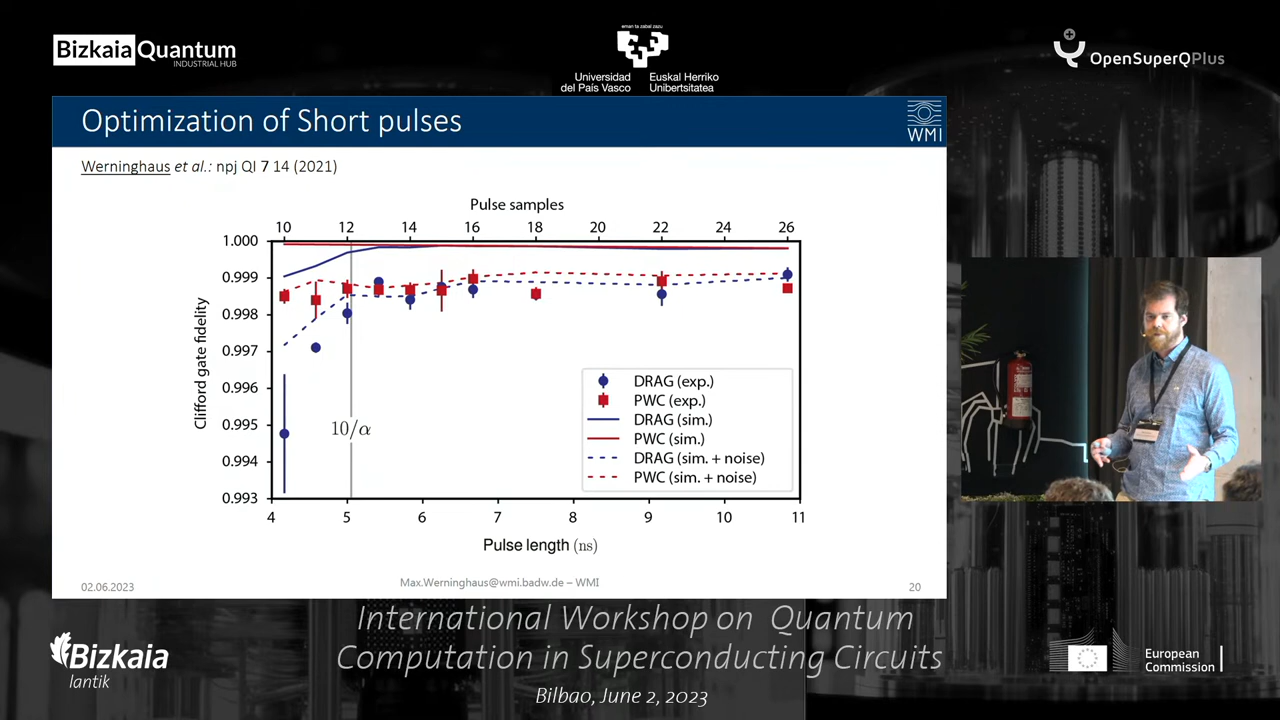 Bizkaia Quantum
INDUSTRIAL HUB
eman ta zabal zazu
Universidad
del País Vasco
Euskal Herriko
Unibertsitatea
OpenSuperQPlus
Optimization of Short pulses
WMI
Werninghaus et al.: npj QI 7 14 (2021)
Pulse samples
10 12 14 16 18 20 22 24 26
1.000
0.999
0.998
0.997
0.996
0.995
0.994
0.993
Clifford gate fidelity
10/α
DRAG (exp.)
PWC (exp.)
DRAG (sim.)
PWC (sim.)
DRAG (sim. + noise)
PWC (sim. + noise)
4 5 6 7 8 9 10 11
Pulse length (ns)
02.06.2023
Max.Werninghaus@wmi.badw.de – WMI
20
International Workshop on Quantum
Computation in Superconducting Circuits
Bilbao, June 2, 2023
Bizkaia
lantik
European
Commission